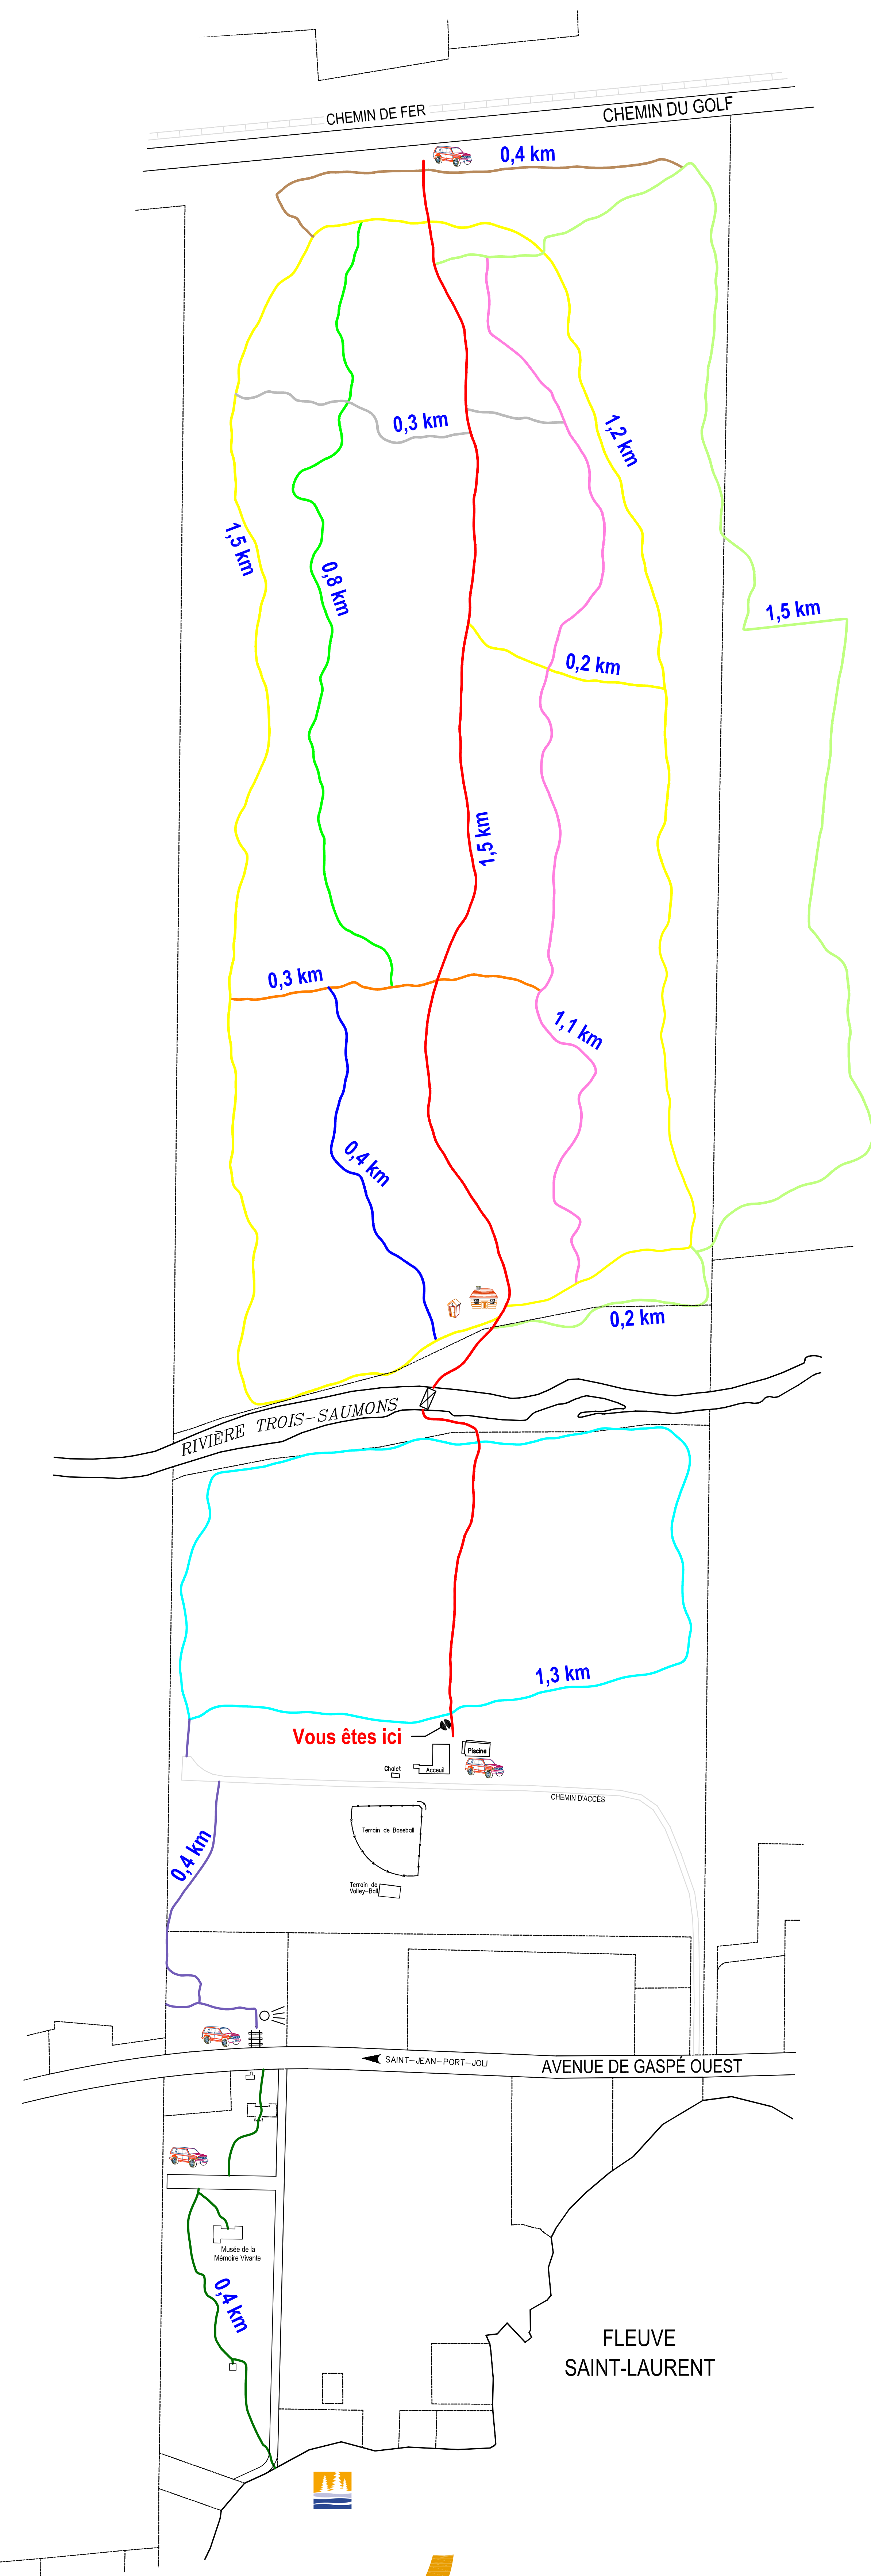 CHEMIN DE FER
CHEMIN DU GOLF
0,4 km
0,3 km
1,2 km
1,5 km
0,8 km
1,5 km
0,2 km
1,5 km
0,3 km
1,1 km
0,4 km
0,2 km
RIVIÈRE TROIS-SAUMONS
1,3 km
Vous êtes ici
Piscine
Chalet
Acceuil
CHEMIN D'ACCÈS
Terrain de Baseball
0,4 km
Terrain de
Volley-Ball
SAINT-JEAN-PORT-JOLI
AVENUE DE GASPÉ OUEST
Musée de la
Mémoire Vivante
0,4 km
FLEUVE
SAINT-LAURENT